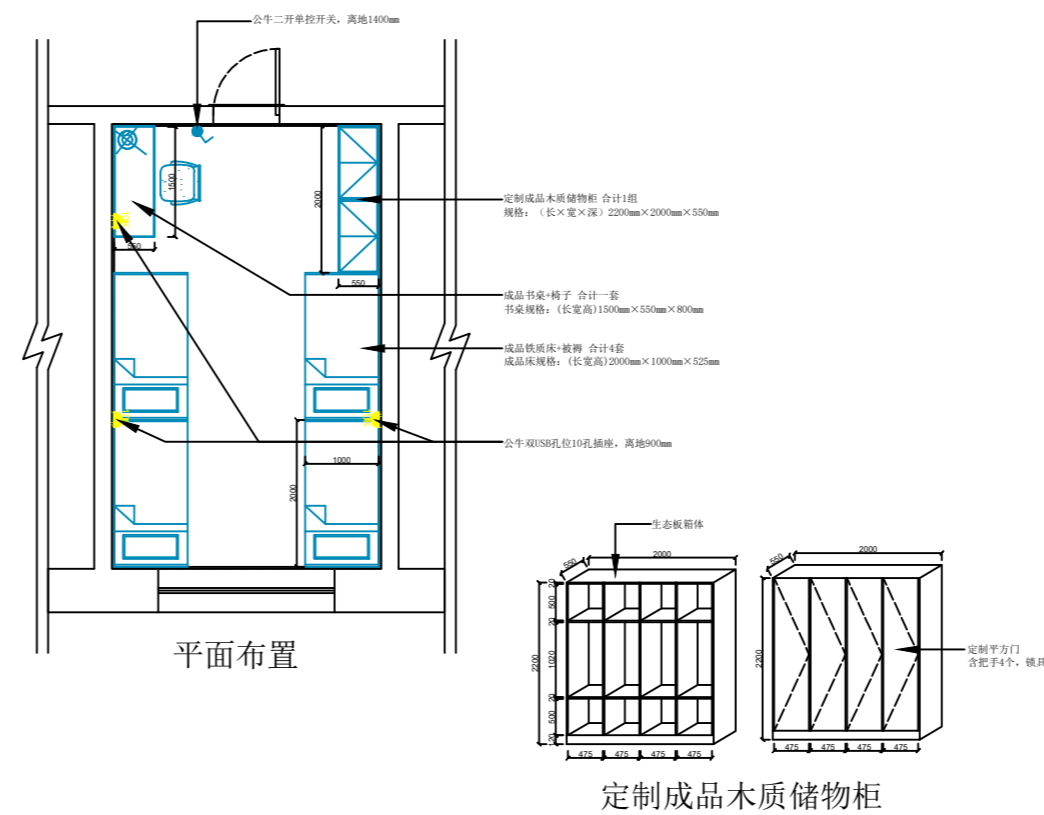 公牛二开单控开关，离地1400mm
1500
2000
550
550
定制成品木质储物柜 合计1组
规格：（长×宽×深）2200mm×2000mm×550mm
成品书桌+椅子 合计一套
书桌规格：(长宽高)1500mm×550mm×800mm
成品铁质床+被褥 合计4套
成品床规格：(长宽高)2000mm×1000mm×525mm
公牛双USB孔位10孔插座，离地900mm
1000
2000
平面布置
生态板箱体
550
2000
20
500
20
1020
20
500
120
2200
475
475
475
475
550
2000
2200
475
475
475
475
定制平方门
含把手4个，锁具
定制成品木质储物柜